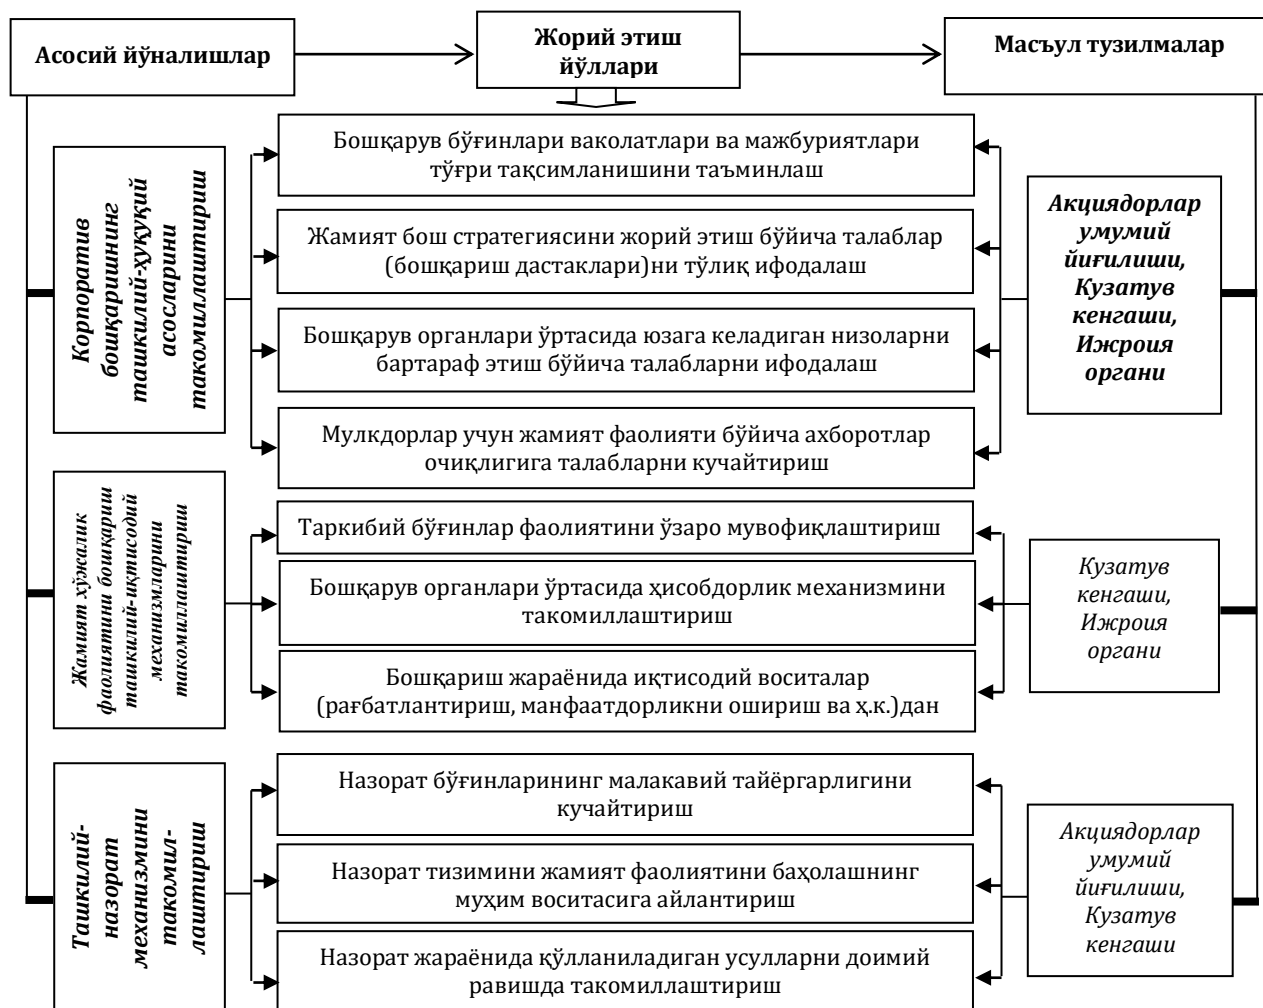 Асосий йўналишлар
Жорий этиш
йўллари
Масъул тузилмалар
Корпоратив
бошқаришнинг
ташкилий-ҳуқуқий
асосларини
такомиллаштириш
Бошқарув бўғинлари ваколатлари ва мажбуриятлари
тўғри тақсимланишини таъминлаш
Жамият бош стратегиясини жорий этиш бўйича талаблар
(бошқариш дастаклари)ни тўлиқ ифодалаш
Бошқарув органлари ўртасида юзага келадиган низоларни
бартараф этиш бўйича талабларни ифодалаш
Мулкдорлар учун жамият фаолияти бўйича ахборотлар
очиқлигига талабларни кучайтириш
Акциядорлар
умумий
йиғилиши,
Кузатув
кенгаши,
Ижроия
органи
Жамият хўжалик
фаолиятини бошқариш
ташкилий-иқтисодий
механизмларини
такомиллаштириш
Таркибий бўғинлар фаолиятини ўзаро мувофиқлаштириш
Бошқарув органлари ўртасида ҳисобдорлик механизмини
такомиллаштириш
Бошқариш жараёнида иқтисодий воситалар
(рағбатлантириш, манфаатдорликни ошириш ва ҳ.к.)дан
Кузатув
кенгаши,
Ижроия
органи
Ташкилий-
назорат
механизмини
такомил-
лаштириш
Назорат бўғинларининг малакавий тайёргарлигини
кучайтириш
Назорат тизимини жамият фаолиятини баҳолашнинг
муҳим воситасига айлантириш
Назорат жараёнида қўлланиладиган усулларни доимий
равишда такомиллаштириш
Акциядорлар
умумий
йиғилиши,
Кузатув
кенгаши